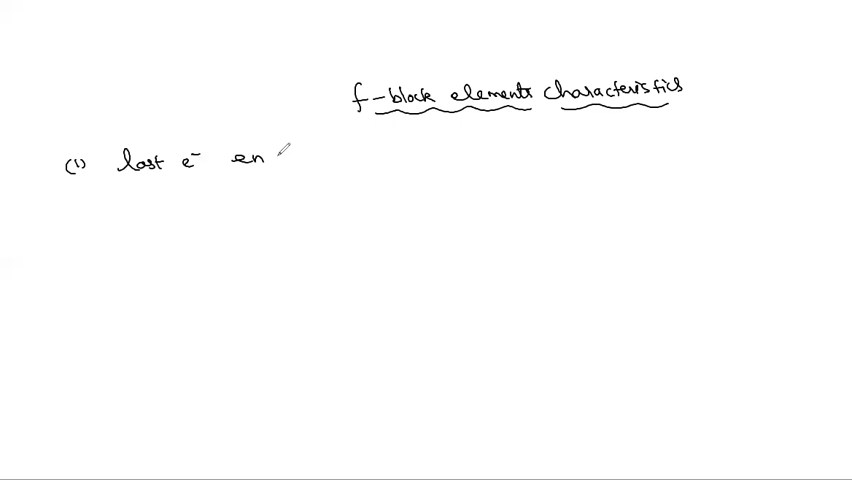 f-block elements characteristics
(1) last e⁻ en